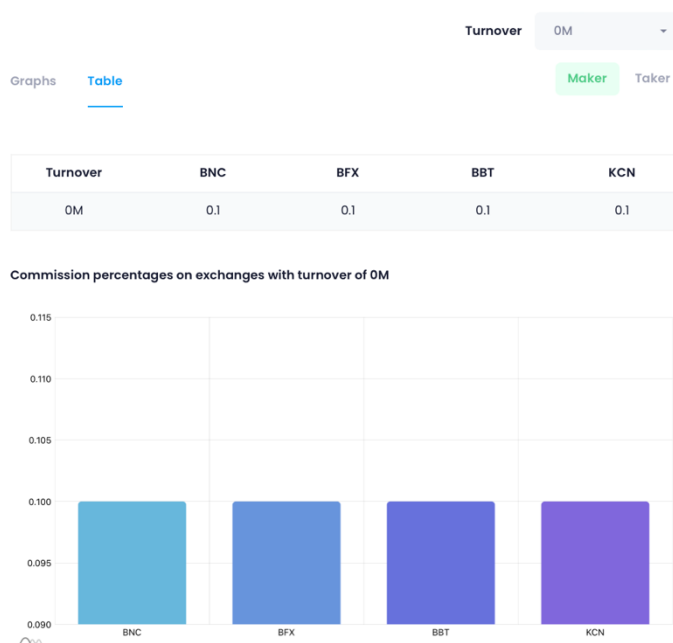 Turnover 0M
Graphs Table Maker Taker
Turnover BNC BFX BBT KCN
0M 0.1 0.1 0.1 0.1
Commission percentages on exchanges with turnover of 0M
0.115
0.110
0.105
0.100
0.095
0.090
BNC BFX BBT KCN